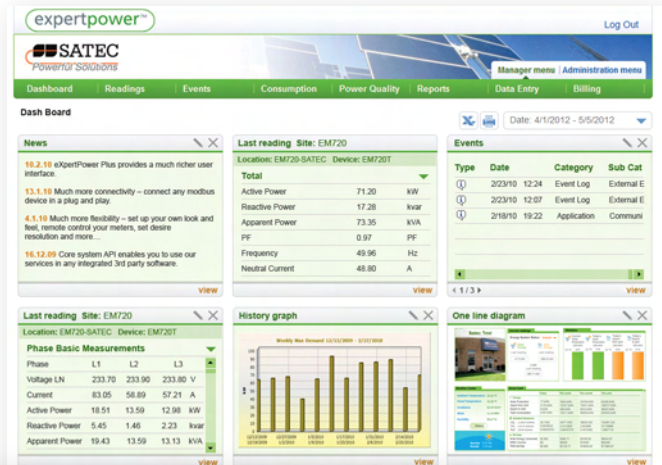 expertpower™
Log Out
SATEC
Powerful Solutions
Manager menu | Administration menu
Dashboard Readings Events Consumption Power Quality Reports Data Entry Billing
Dash Board
Date: 4/1/2012 - 5/5/2012
News
10.2.10 eXpertPower Plus provides a much richer user
interface.
13.1.10 Much more connectivity – connect any modbus
device in a plug and play.
4.1.10 Much more flexibility – set up your own look and
feel, remote control your meters, set desire
resolution and more...
16.12.09 Core system API enables you to use our
services in any integrated 3rd party software.
view
Last reading Site: EM720
Location: EM720-SATEC Device: EM720T
Total
Active Power 71.20 kW
Reactive Power 17.28 kvar
Apparent Power 73.35 kVA
PF 0.97 PF
Frequency 49.96 Hz
Neutral Current 48.80 A
view
Events
Type Date Category Sub Cat
2/23/10 12:24 Event Log External E
2/23/10 12:07 Event Log External E
2/18/10 19:22 Application Communi
1 / 3
view
Last reading Site: EM720
Location: EM720-SATEC Device: EM720T
Phase Basic Measurements
Phase L1 L2 L3
Voltage LN 233.70 233.90 233.80 V
Current 83.05 58.89 57.21 A
Active Power 18.51 13.59 12.98 kW
Reactive Power 5.45 1.46 2.23 kvar
Apparent Power 19.43 13.59 13.13 kVA
view
History graph
Weekly Max Demand 12/13/2009 - 3/27/2010
view
One line diagram
view